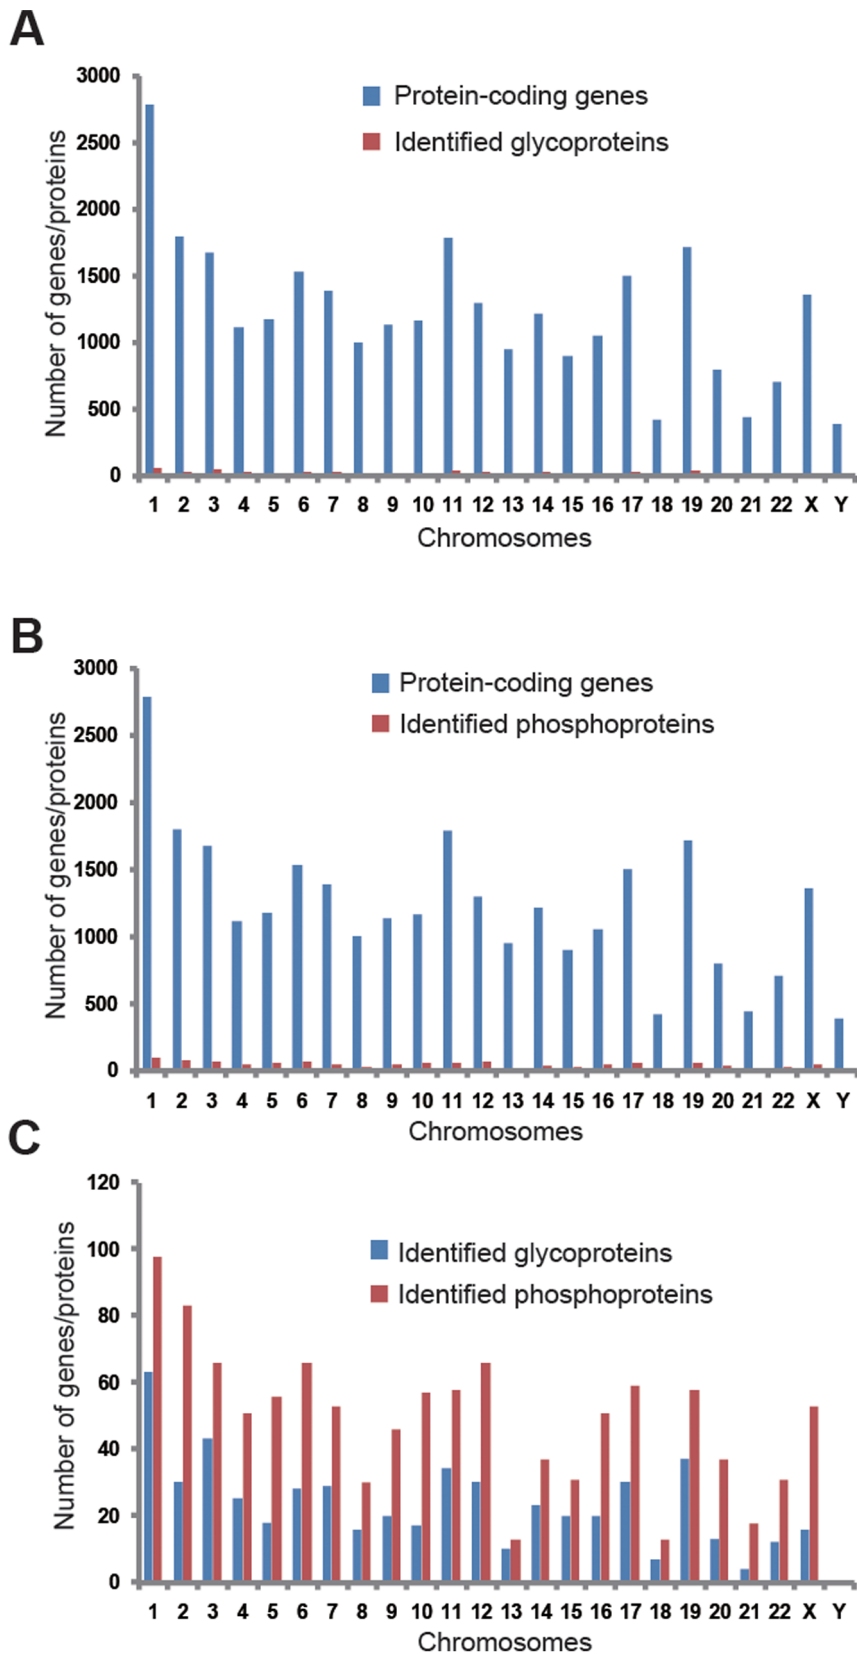 A
3000
Protein-coding genes
Identified glycoproteins
2500
2000
1500
1000
500
0
Number of genes/proteins
1 2 3 4 5 6 7 8 9 10 11 12 13 14 15 16 17 18 19 20 21 22 X Y
Chromosomes
B
3000
Protein-coding genes
Identified phosphoproteins
2500
2000
1500
1000
500
0
Number of genes/proteins
1 2 3 4 5 6 7 8 9 10 11 12 13 14 15 16 17 18 19 20 21 22 X Y
Chromosomes
C
120
100
Identified glycoproteins
Identified phosphoproteins
80
60
40
20
0
Number of genes/proteins
1 2 3 4 5 6 7 8 9 10 11 12 13 14 15 16 17 18 19 20 21 22 X Y
Chromosomes